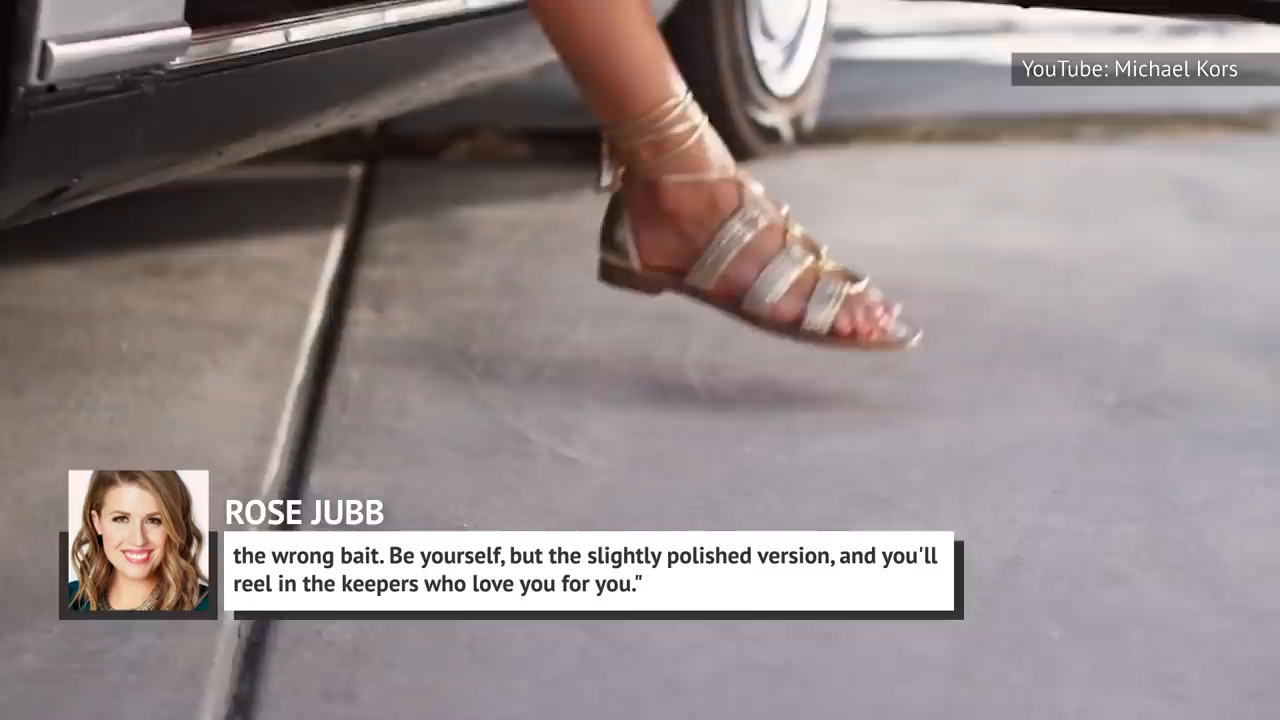 YouTube: Michael Kors
ROSE JUBB
the wrong bait. Be yourself, but the slightly polished version, and you'll
reel in the keepers who love you for you."